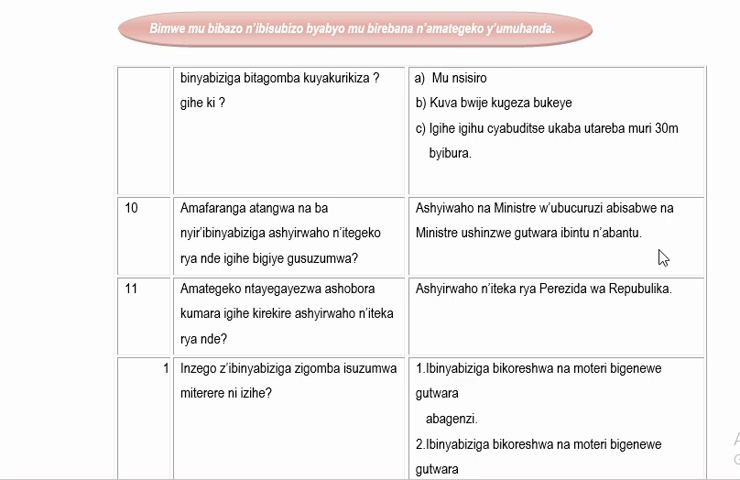 Bimwe mu bibazo n'ibisubizo byabyo mu birebana n'amategeko y'umuhanda.
binyabiziga bitagomba kuyakurikiza ?
gihe ki ?
a) Mu nsisiro
b) Kuva bwije kugeza bukeye
c) Igihe igihu cyabuditse ukaba utareba muri 30m
byibura.
10
Amafaranga atangwa na ba
nyir'ibinyabiziga ashyirwaho n'itegeko
rya nde igihe bigiye gusuzumwa?
Ashyiwaho na Ministre w'ubucuruzi abisabwe na
Ministre ushinzwe gutwara ibintu n'abantu.
11
Amategeko ntayegayezwa ashobora
kumara igihe kirekire ashyirwaho n'iteka
rya nde?
Ashyirwaho n'iteka rya Perezida wa Repubulika.
1
Inzego z'ibinyabiziga zigomba isuzumwa
miterere ni izihe?
1.Ibinyabiziga bikoreshwa na moteri bigenewe
gutwara
abagenzi.
2.Ibinyabiziga bikoreshwa na moteri bigenewe
gutwara